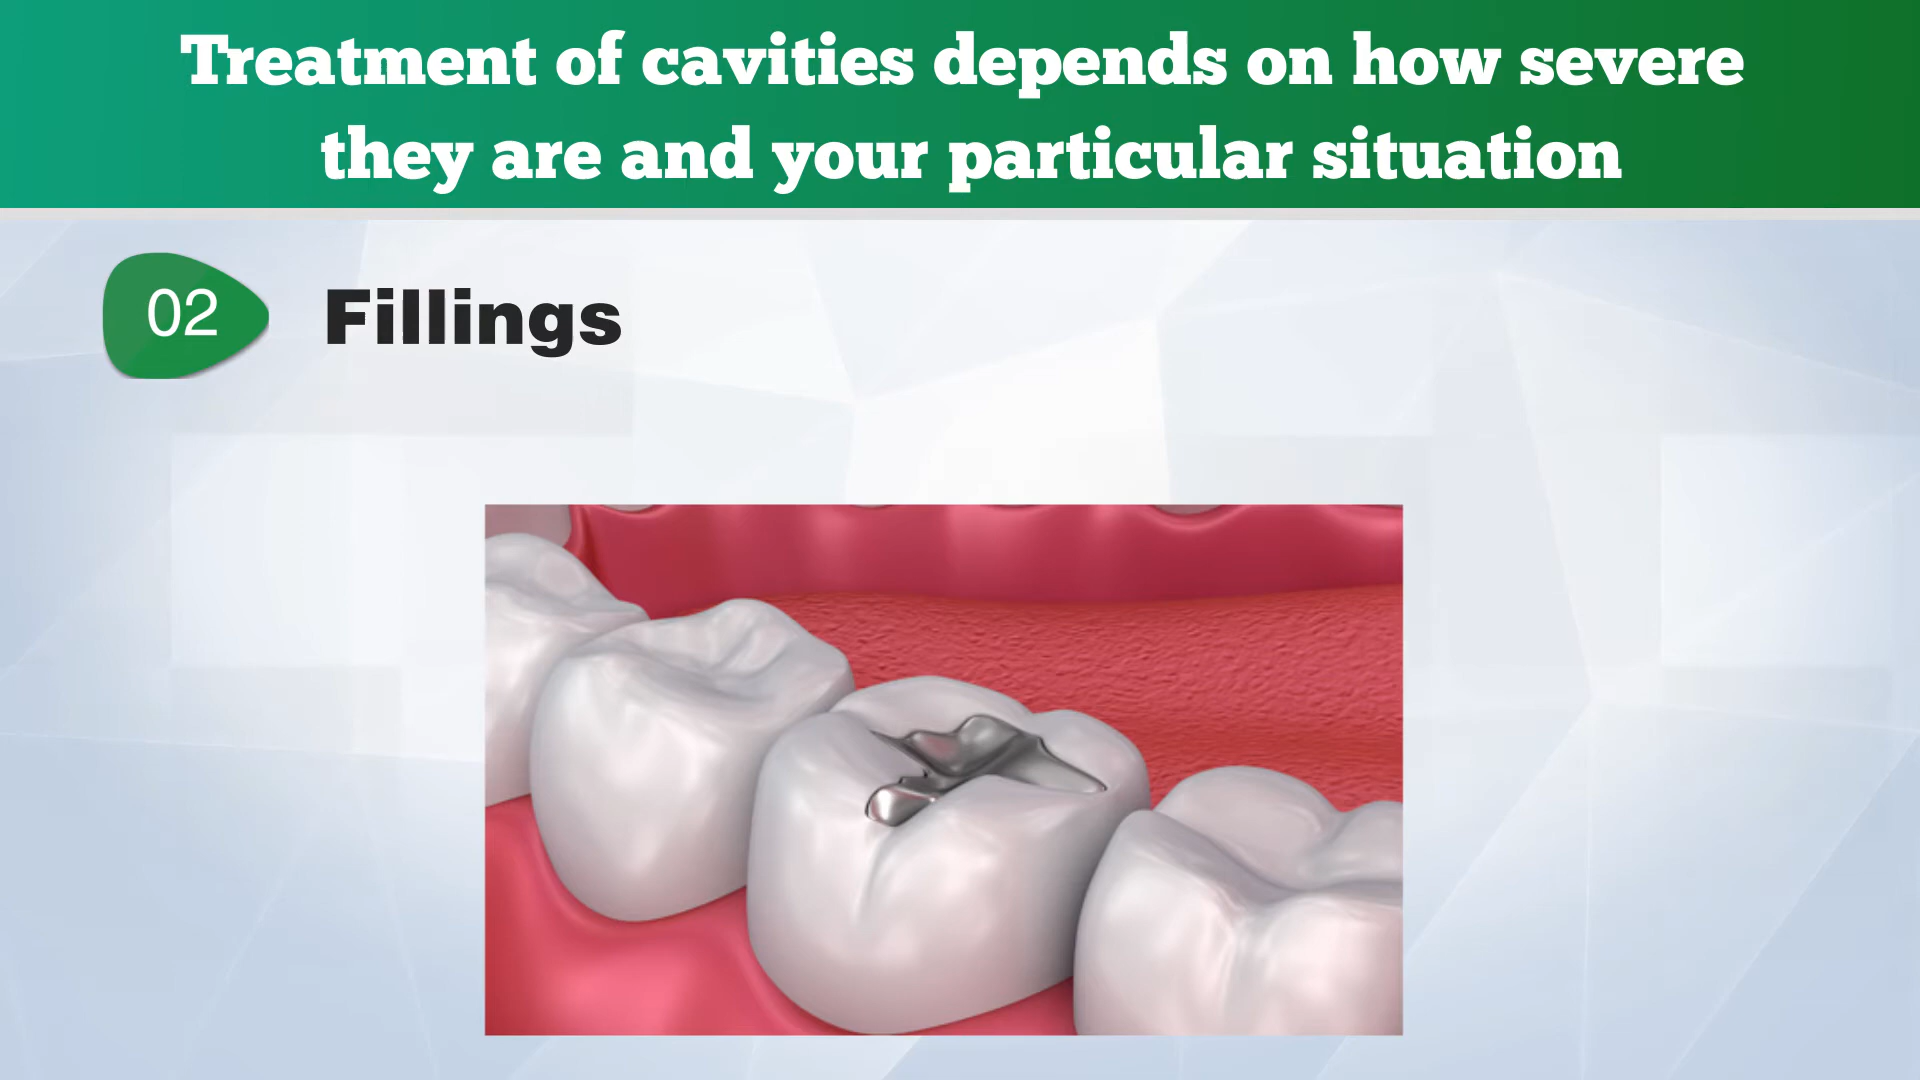 Treatment of cavities depends on how severe
they are and your particular situation
02
Fillings